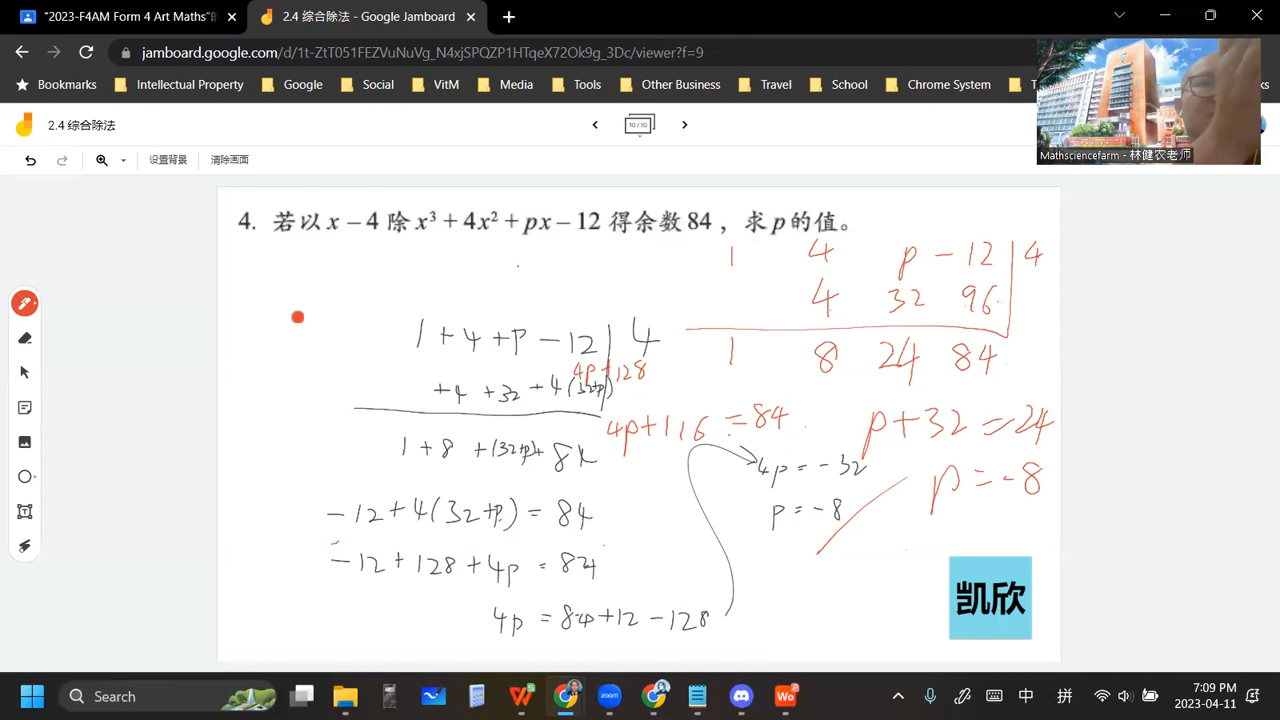 "2023-F4AM Form 4 Art Maths"的
2.4 综合除法 - Google Jamboard
jamboard.google.com/d/1t-ZtT051FEZVuNuVg_N4xjSPQZP1HTqeX72Ok9g_3Dc/viewer?f=9
Bookmarks
Intellectual Property
Google
Social
VitM
Media
Tools
Other Business
Travel
School
Chrome System
Mathsciencefarm - 林健农老师
2.4 综合除法
10 / 10
设置背景
清除画面
4. 若以 x – 4 除 x³ + 4x² + px – 12 得余数 84 ，求 p 的值。
1 4 p - 12 | 4
4 32 96
1 8 24 84
p+32 = 24
p = -8
1 + 4 + p - 12 | 4
4p+128
+4 +32 +4(32+p)
4p+116 = 84
1 + 8 +(32+p)+ 84
4p = -32
p = -8
-12 + 4(32+p) = 84
-12 + 128 + 4p = 84
4p = 84+12 - 128
凯欣
Search
中
拼
7:09 PM
2023-04-11